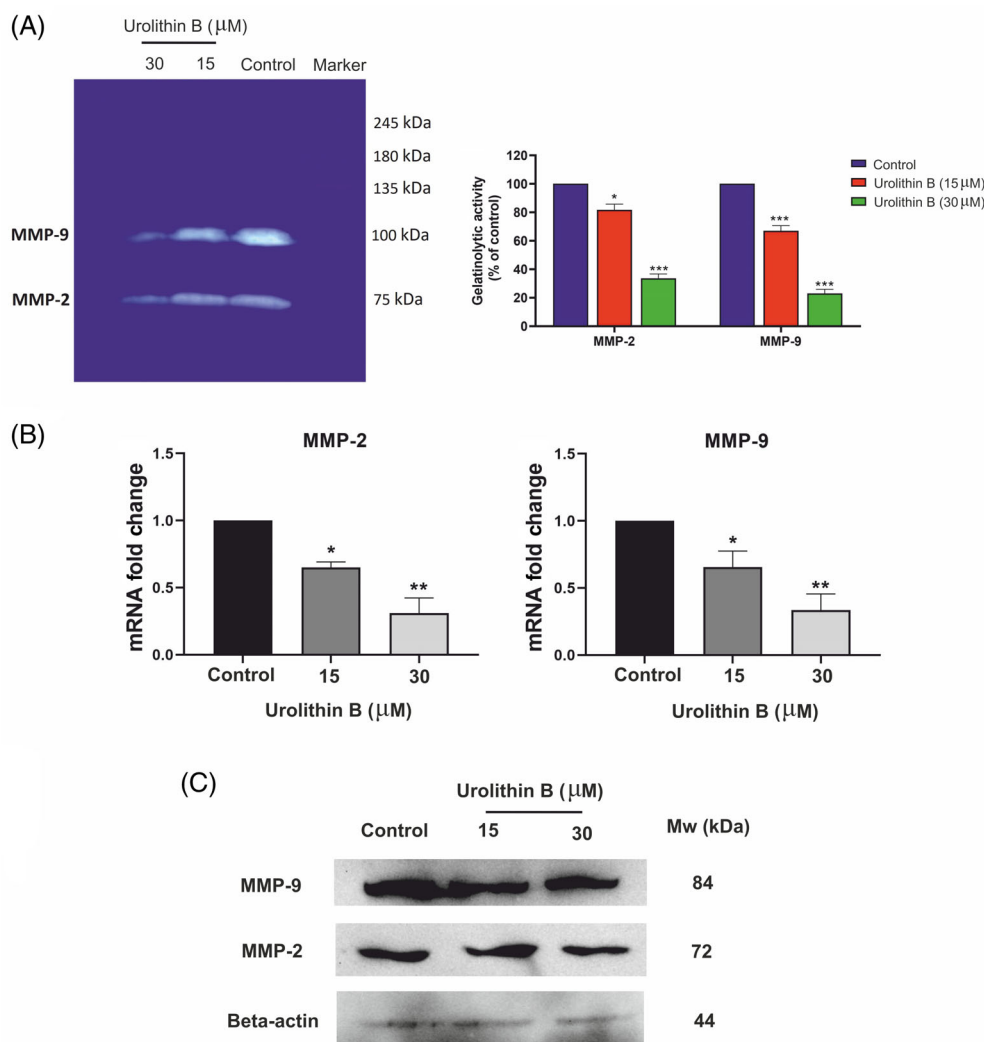 (A)
Urolithin B (μM)
30 15 Control Marker
245 kDa
180 kDa
135 kDa
MMP-9
100 kDa
MMP-2
75 kDa
Gelatinolytic activity
(% of control)
120
100
80
60
40
20
0
*
***
***
***
MMP-2 MMP-9
Control
Urolithin B (15 μM)
Urolithin B (30 μM)
(B)
MMP-2
mRNA fold change
1.5
1.0
0.5
0.0
*
**
Control 15 30
Urolithin B (μM)
MMP-9
mRNA fold change
1.5
1.0
0.5
0.0
*
**
Control 15 30
Urolithin B (μM)
(C)
Urolithin B (μM)
Control 15 30 Mw (kDa)
MMP-9 84
MMP-2 72
Beta-actin 44